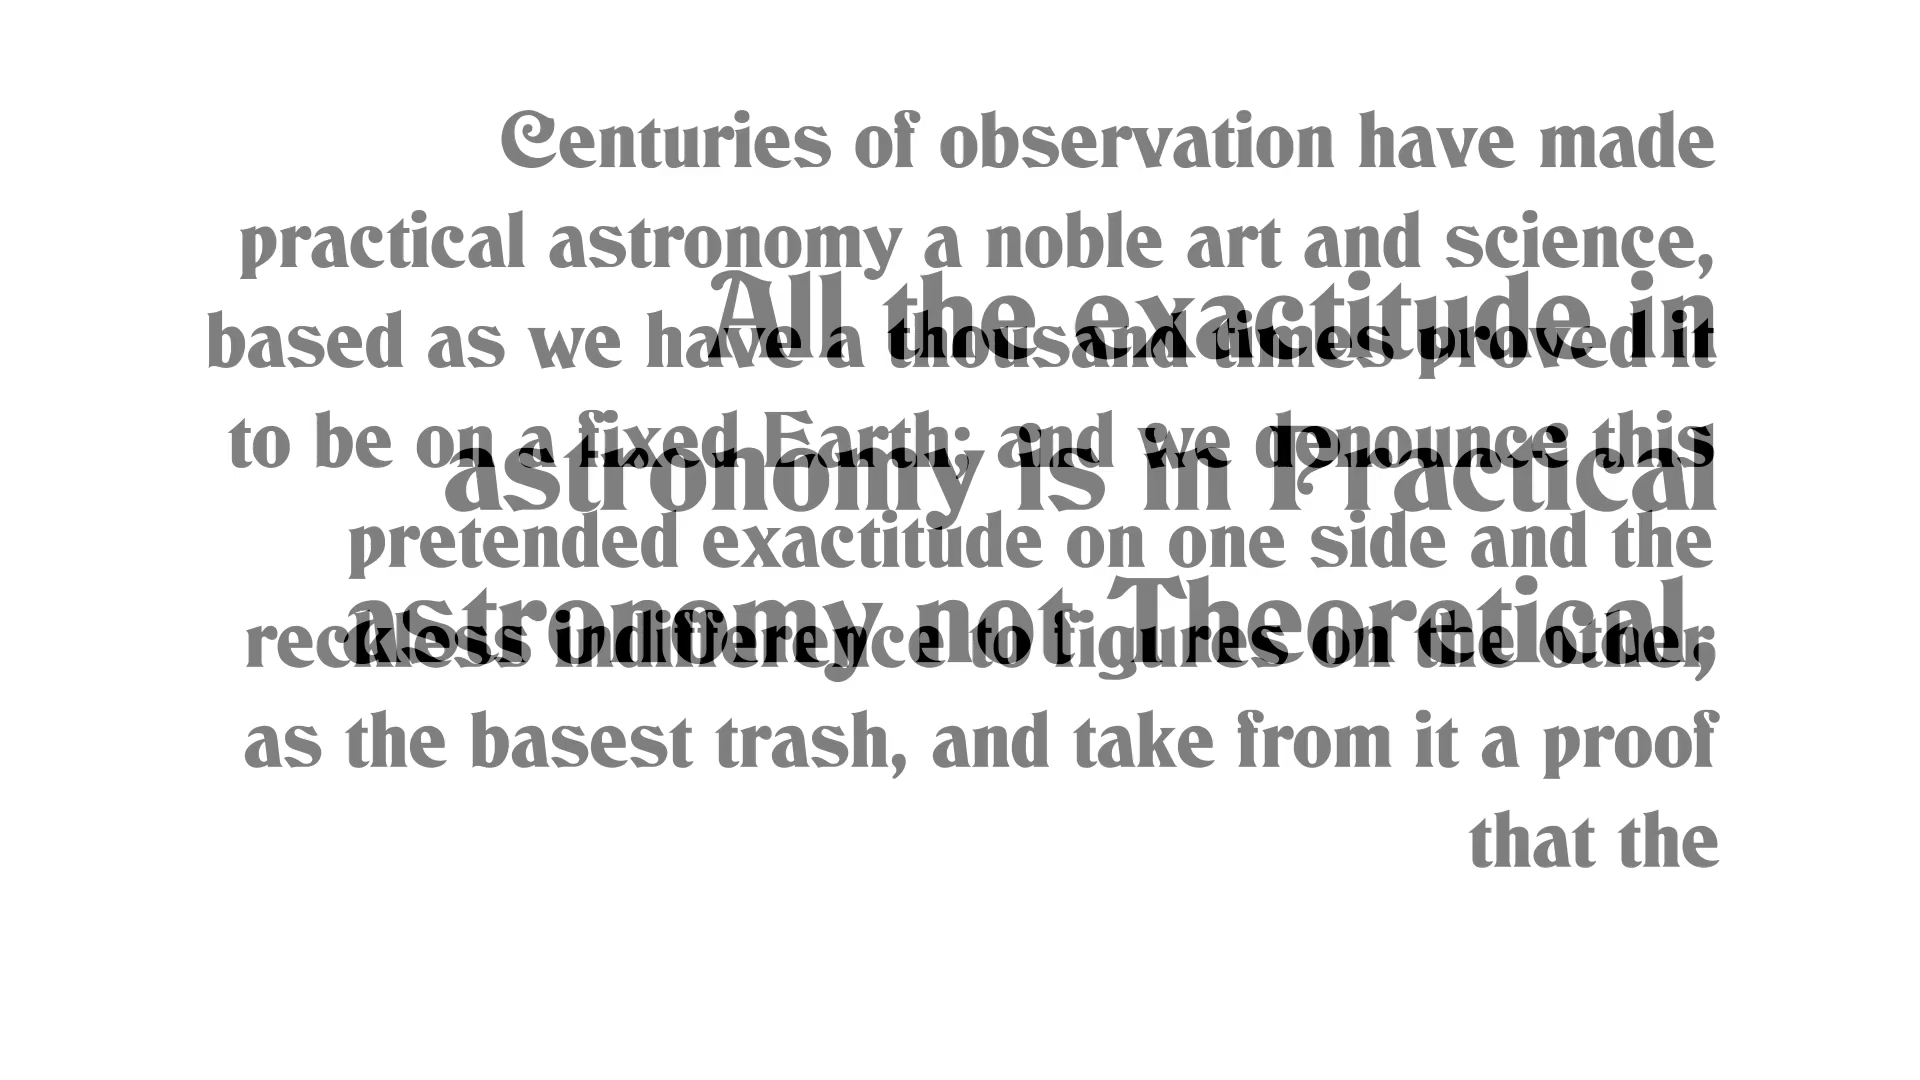 Centuries of observation have made
practical astronomy a noble art and science,
based as we have a thousand times proved it
to be on a fixed Earth; and we denounce this
pretended exactitude on one side and the
reckless indifference to figures on the other,
as the basest trash, and take from it a proof
that the
All the exactitude in
astronomy is in Practical
astronomy not Theoretical.